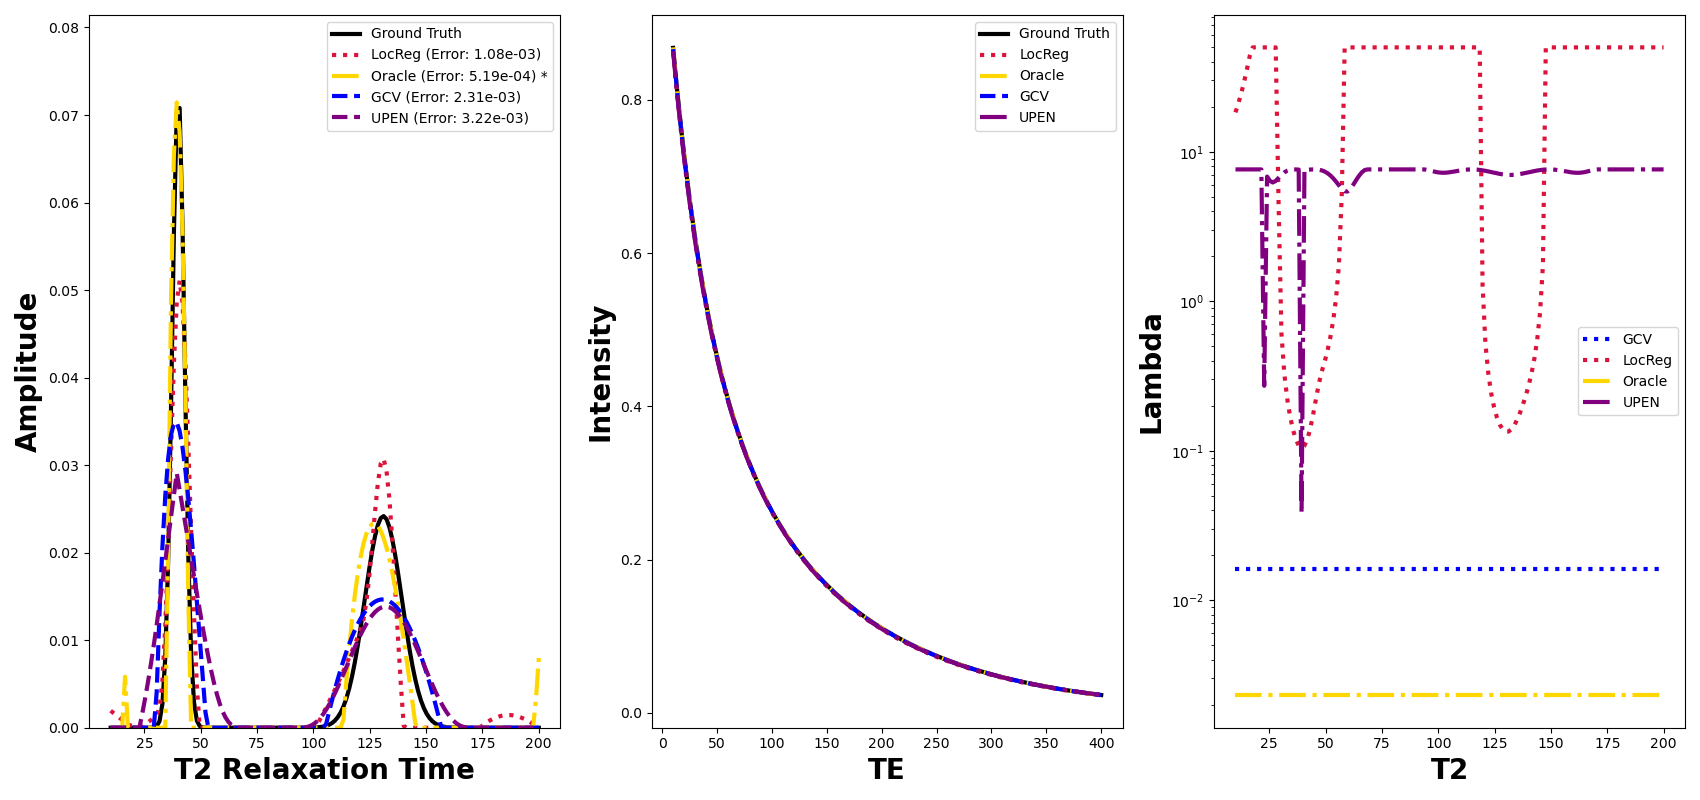 Amplitude
0.08
0.07
0.06
0.05
0.04
0.03
0.02
0.01
0.00
Ground Truth
LocReg (Error: 1.08e-03)
Oracle (Error: 5.19e-04) *
GCV (Error: 2.31e-03)
UPEN (Error: 3.22e-03)
25 50 75 100 125 150 175 200
T2 Relaxation Time
Intensity
0.8
0.6
0.4
0.2
0.0
Ground Truth
LocReg
Oracle
GCV
UPEN
0 50 100 150 200 250 300 350 400
TE
Lambda
10¹
10⁰
10⁻¹
10⁻²
GCV
LocReg
Oracle
UPEN
25 50 75 100 125 150 175 200
T2